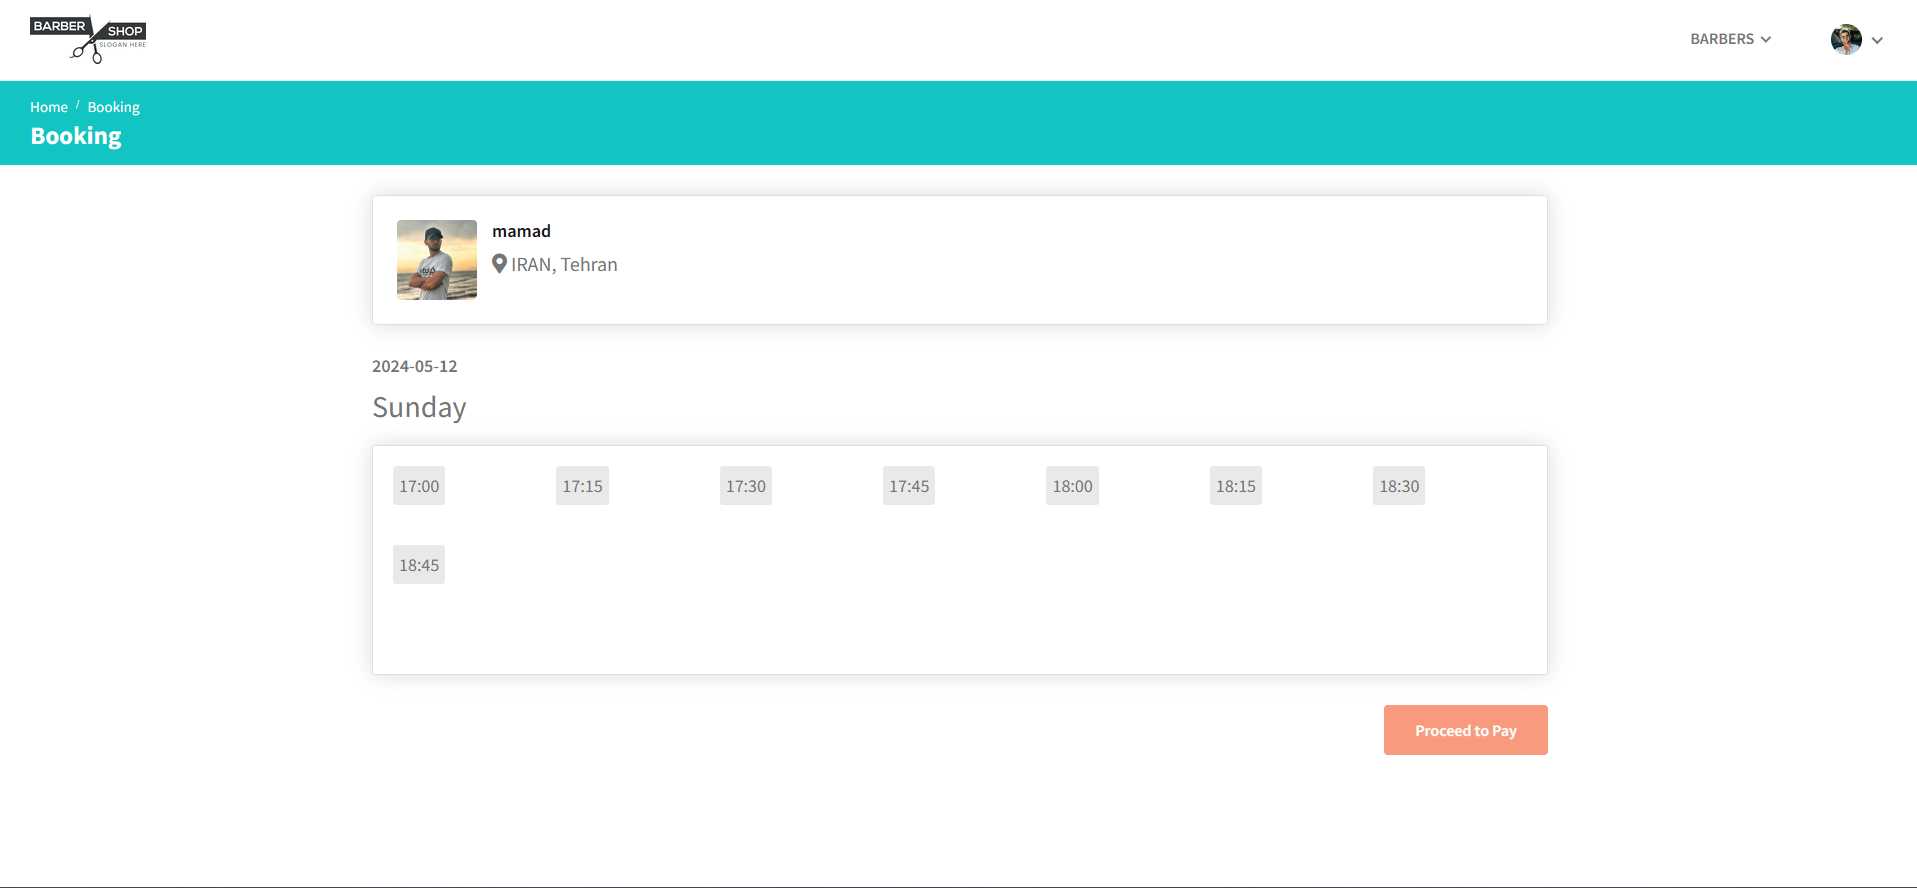 BARBER
SHOP
SLOGAN HERE
BARBERS
Home / Booking
Booking
mamad
IRAN, Tehran
2024-05-12
Sunday
17:00 17:15 17:30 17:45 18:00 18:15 18:30
18:45
Proceed to Pay